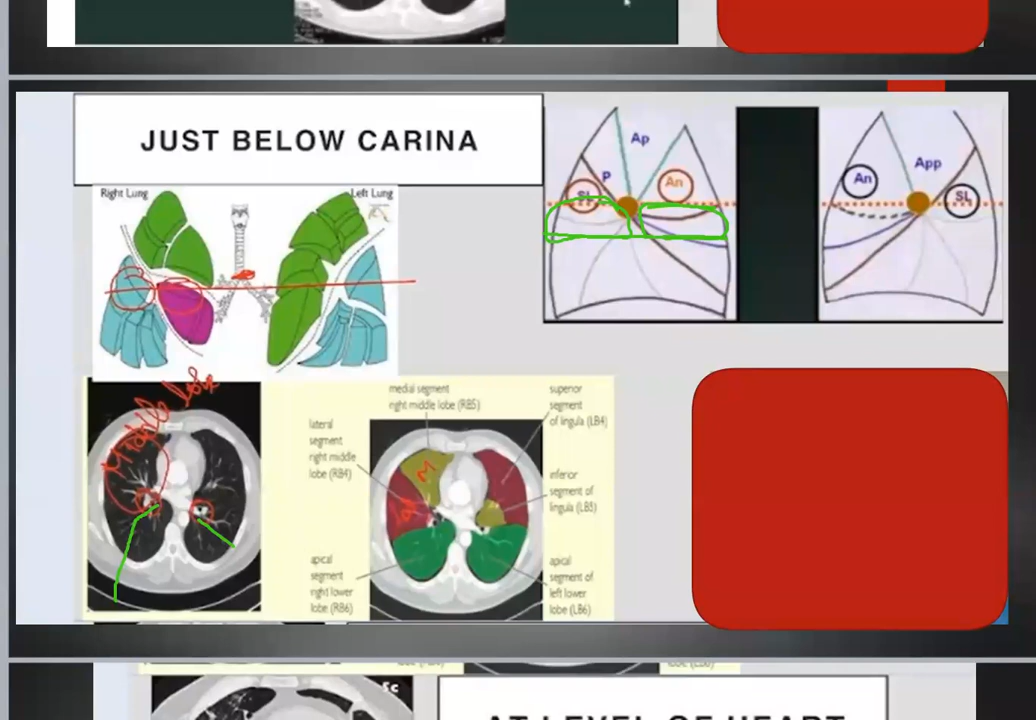 JUST BELOW CARINA
Right Lung
Left Lung
Ap
P
SL
An
An
App
SL
Middle lobe
medial segment
right middle lobe (RB5)
superior
segment
of lingula (LB4)
lateral
segment
right middle
lobe (RB4)
inferior
segment of
lingula (LB5)
M
apical
segment
right lower
lobe (RB6)
apical
segment of
left lower
lobe (LB6)
5c
AT LEVEL OF HEART